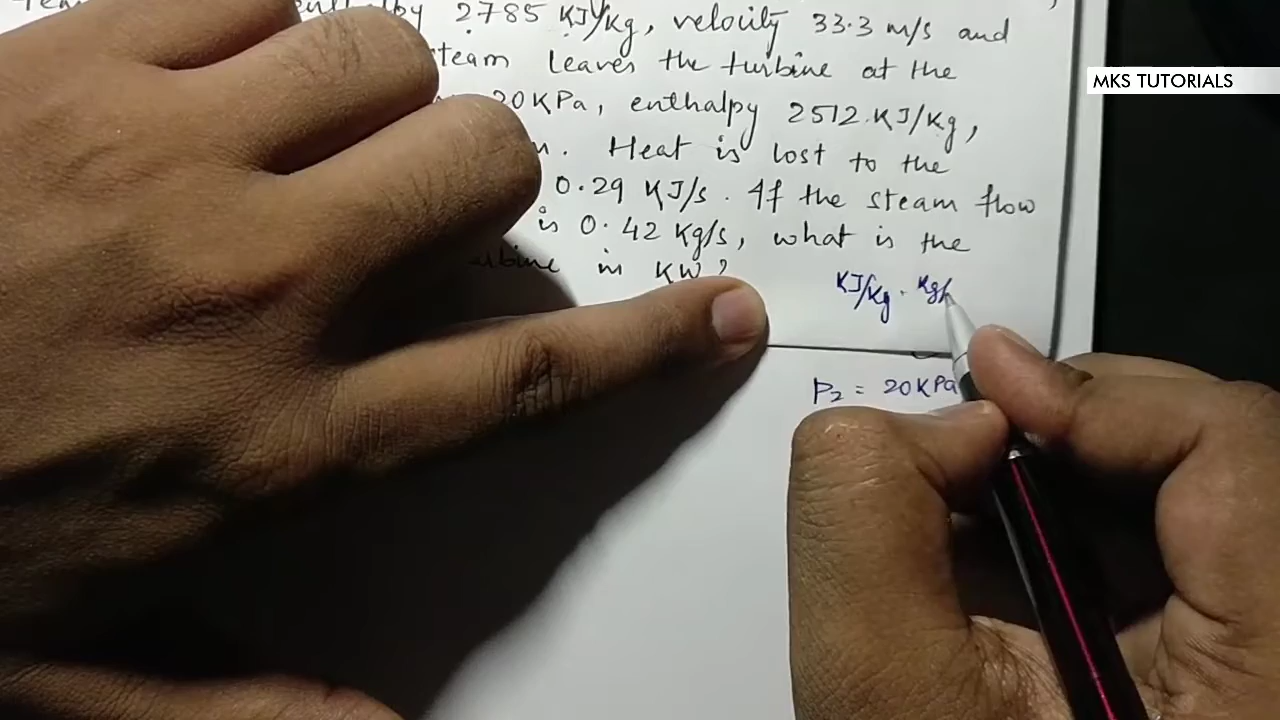 enthalpy 2785 KJ/Kg, velocity 33.3 m/s and
steam leaves the turbine at the
20KPa, enthalpy 2512 KJ/Kg,
Heat is lost to the
0.29 KJ/s. If the steam flow
is 0.42 Kg/s, what is the
in KW?
KJ/Kg . Kg/
P2 = 20KPa
MKS TUTORIALS